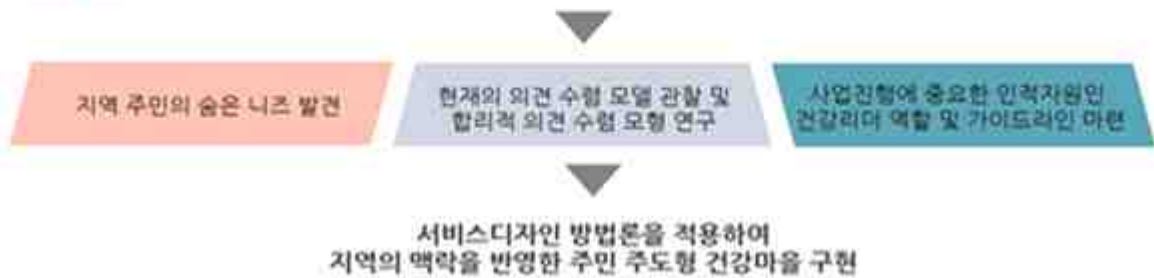 지역 주민의 숨은 니즈 발견
현재의 의견 수렴 모델 관찰 및
합리적 의견 수렴 모형 연구
사업진행에 중요한 인적자원인
건강리더 역할 및 가이드라인 마련
서비스디자인 방법론을 적용하여
지역의 맥락을 반영한 주민 주도형 건강마을 구현